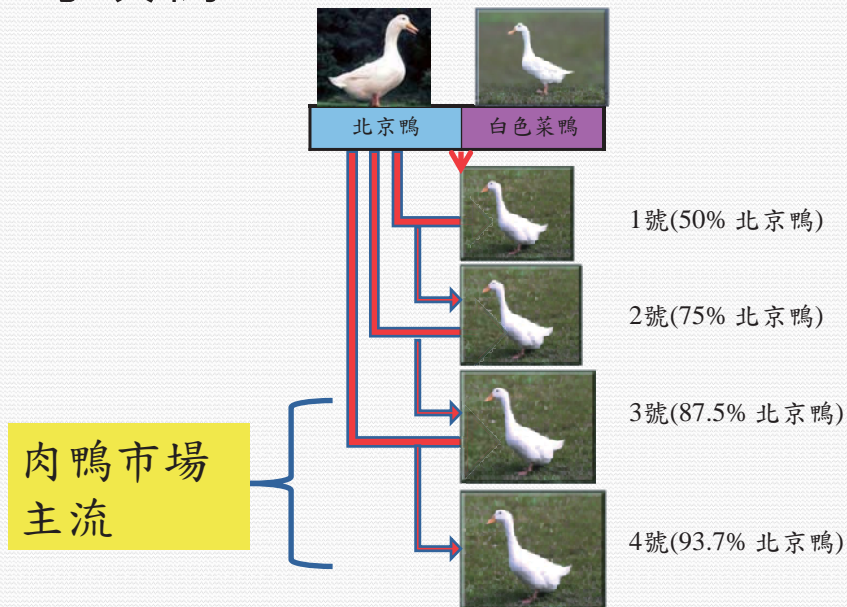 北京鴨
白色菜鴨
1號(50% 北京鴨)
2號(75% 北京鴨)
3號(87.5% 北京鴨)
4號(93.7% 北京鴨)
肉鴨市場
主流